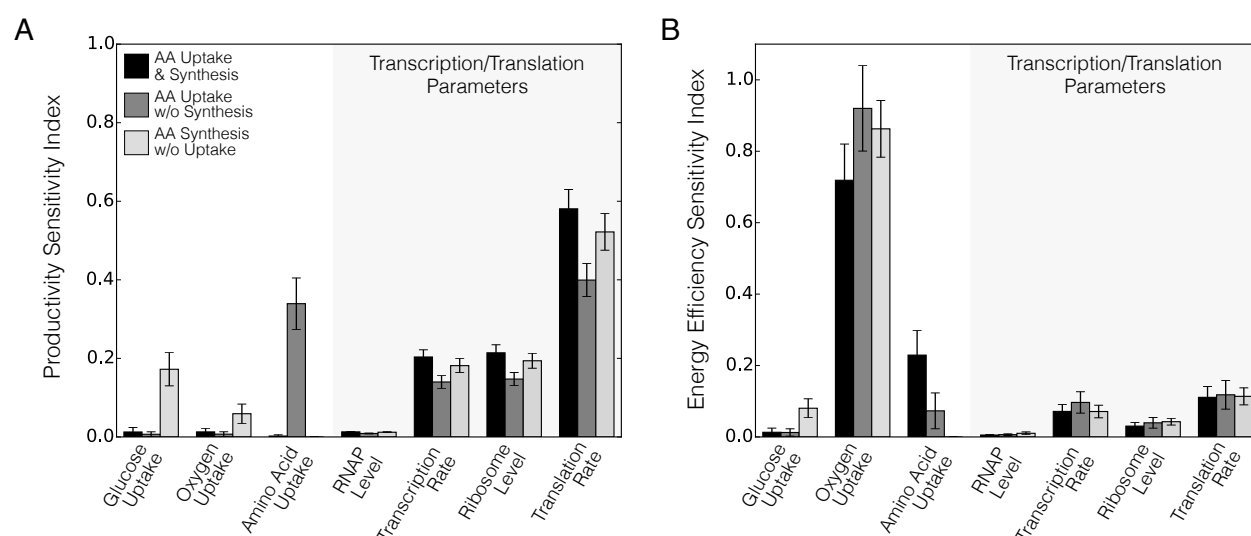 A
Productivity Sensitivity Index
1.0
0.8
0.6
0.4
0.2
0.0
AA Uptake
& Synthesis
AA Uptake
w/o Synthesis
AA Synthesis
w/o Uptake
Transcription/Translation
Parameters
Glucose
Uptake
Oxygen
Uptake
Amino Acid
Uptake
RNAP
Level
Transcription
Rate
Ribosome
Level
Translation
Rate
B
Energy Efficiency Sensitivity Index
1.0
0.8
0.6
0.4
0.2
0.0
Transcription/Translation
Parameters
Glucose
Uptake
Oxygen
Uptake
Amino Acid
Uptake
RNAP
Level
Transcription
Rate
Ribosome
Level
Translation
Rate